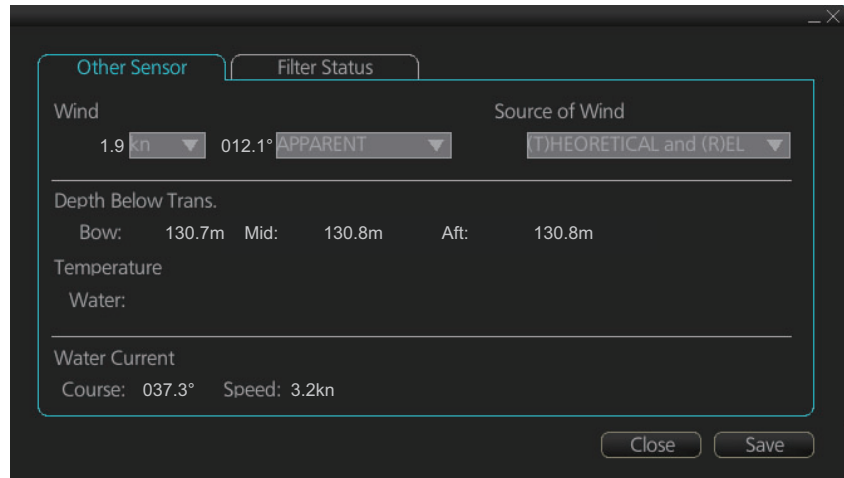 Other Sensor Filter Status
Wind Source of Wind
1.9 kn 012.1° APPARENT (T)HEORETICAL and (R)EL
Depth Below Trans.
Bow: 130.7m Mid: 130.8m Aft: 130.8m
Temperature
Water:
Water Current
Course: 037.3° Speed: 3.2kn
Close Save